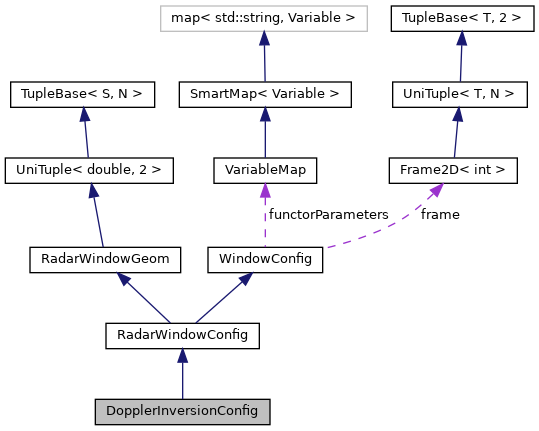 map< std::string, Variable >
TupleBase< T, 2 >
TupleBase< S, N >
SmartMap< Variable >
UniTuple< T, N >
UniTuple< double, 2 >
VariableMap
Frame2D< int >
functorParameters
frame
RadarWindowGeom
WindowConfig
RadarWindowConfig
DopplerInversionConfig